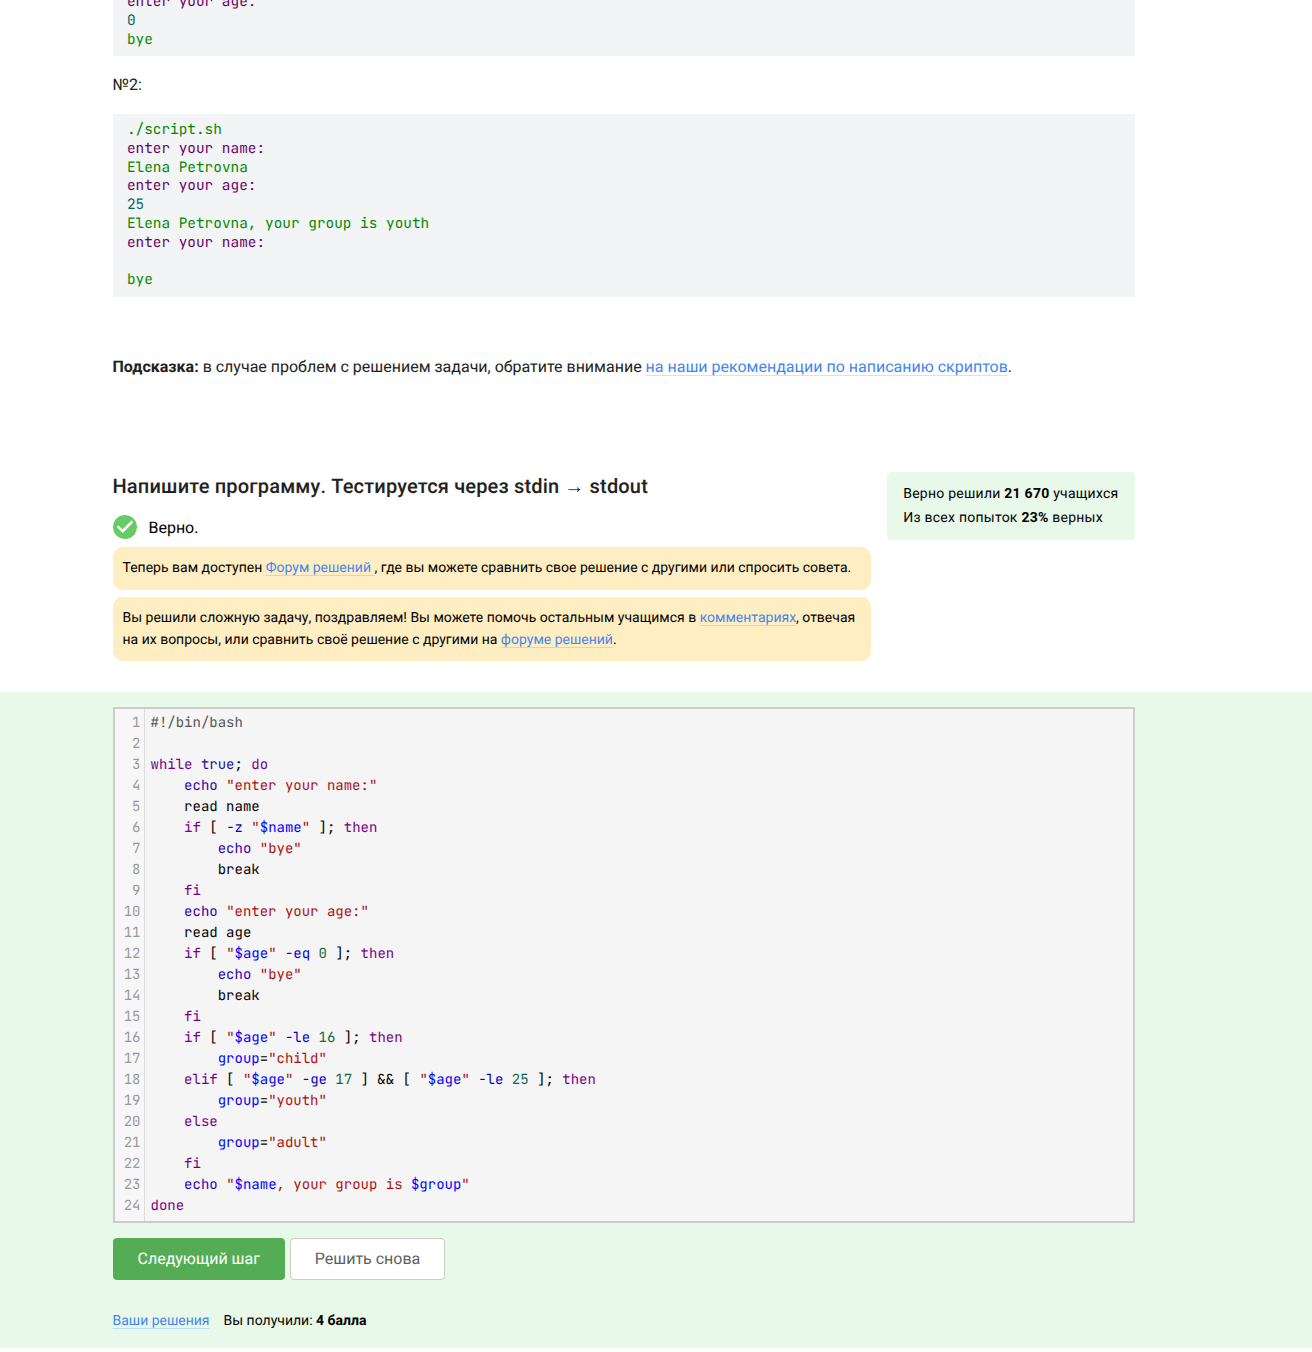 enter your age:
0
bye
№2:
./script.sh
enter your name:
Elena Petrovna
enter your age:
25
Elena Petrovna, your group is youth
enter your name:
bye
Подсказка: в случае проблем с решением задачи, обратите внимание на наши рекомендации по написанию скриптов.
Напишите программу. Тестируется через stdin → stdout
Верно решили 21 670 учащихся
Из всех попыток 23% верных
Верно.
Теперь вам доступен Форум решений , где вы можете сравнить свое решение с другими или спросить совета.
Вы решили сложную задачу, поздравляем! Вы можете помочь остальным учащимся в комментариях, отвечая
на их вопросы, или сравнить своё решение с другими на форуме решений.
1 #!/bin/bash
2
3 while true; do
4     echo "enter your name:"
5     read name
6     if [ -z "$name" ]; then
7         echo "bye"
8         break
9     fi
10     echo "enter your age:"
11     read age
12     if [ "$age" -eq 0 ]; then
13         echo "bye"
14         break
15     fi
16     if [ "$age" -le 16 ]; then
17         group="child"
18     elif [ "$age" -ge 17 ] && [ "$age" -le 25 ]; then
19         group="youth"
20     else
21         group="adult"
22     fi
23     echo "$name, your group is $group"
24 done
Следующий шаг
Решить снова
Ваши решения Вы получили: 4 балла